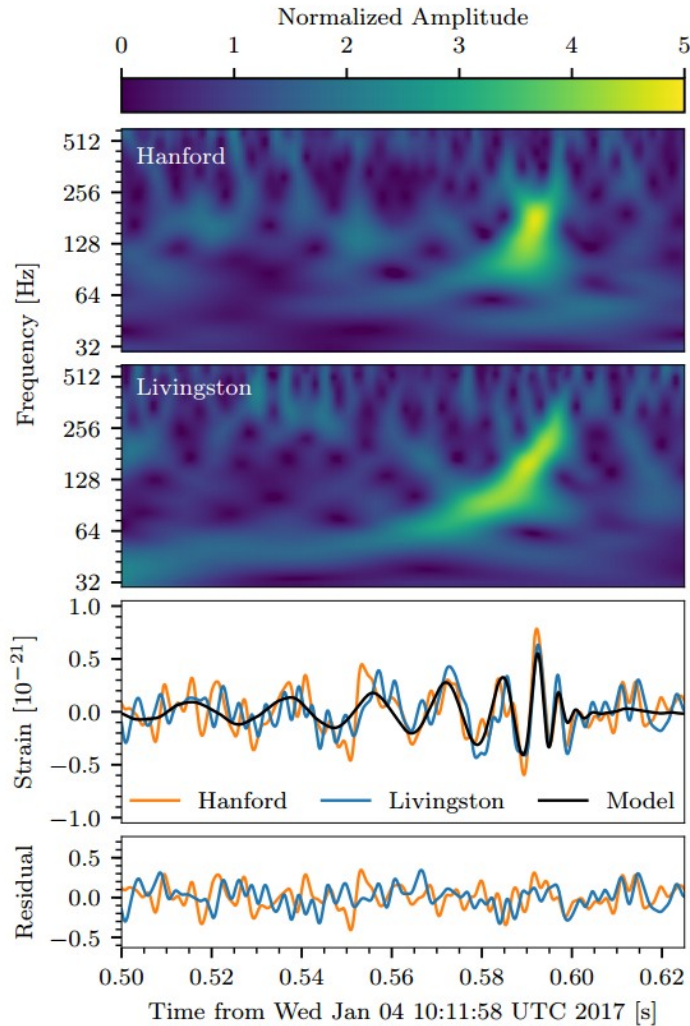 Normalized Amplitude
0 1 2 3 4 5
Hanford
512
256
128
64
32
Frequency [Hz]
Livingston
512
256
128
64
32
1.0
0.5
0.0
−0.5
−1.0
Strain [10⁻²¹]
Hanford Livingston Model
0.5
0.0
−0.5
Residual
0.50 0.52 0.54 0.56 0.58 0.60 0.62
Time from Wed Jan 04 10:11:58 UTC 2017 [s]